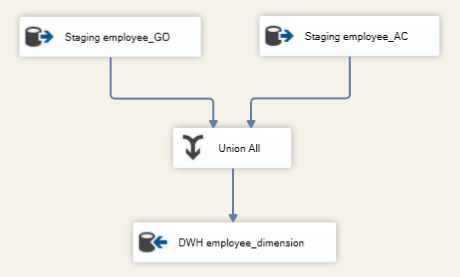 Staging employee_GO
Staging employee_AC
Union All
DWH employee_dimension